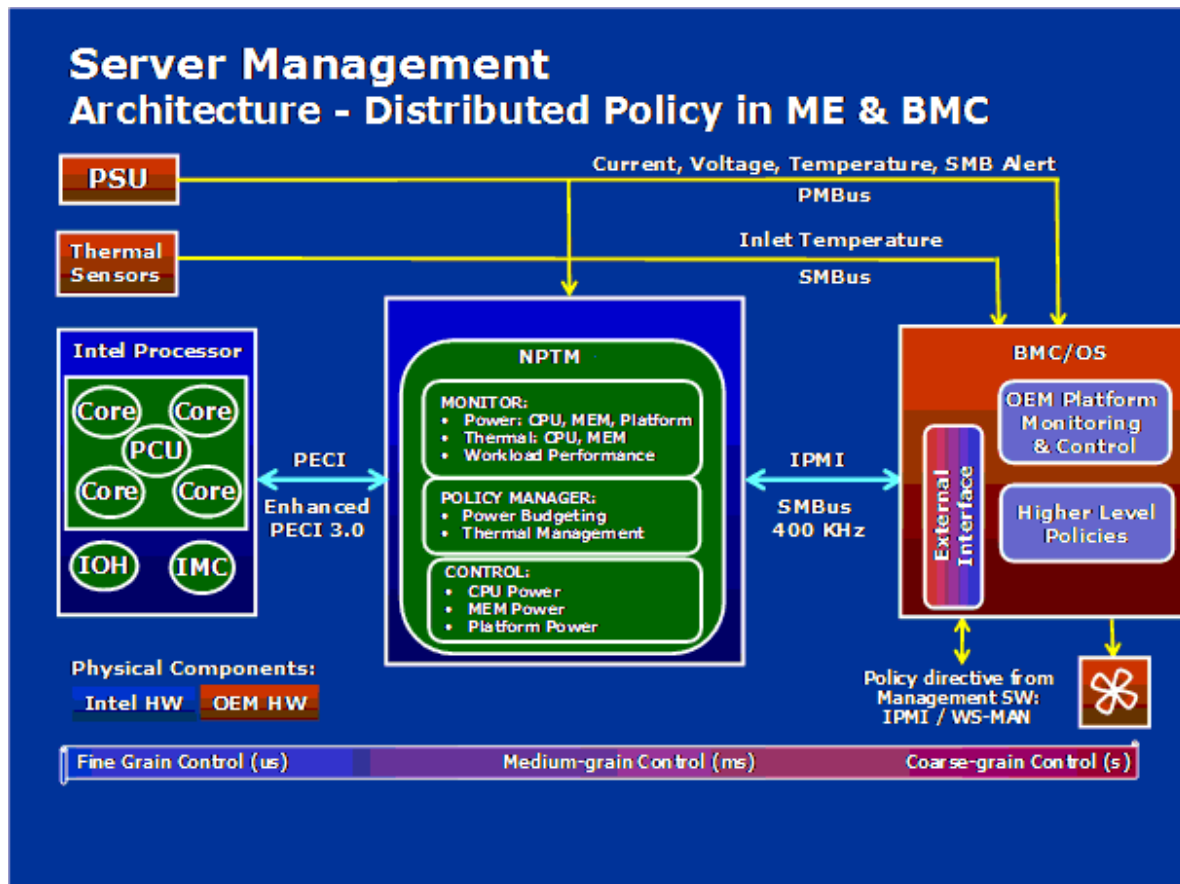 Server Management
Architecture - Distributed Policy in ME & BMC
PSU
Current, Voltage, Temperature, SMB Alert
PMBus
Thermal
Sensors
Inlet Temperature
SMBus
Intel Processor
Core
Core
PCU
Core
Core
IOH
IMC
PECI
Enhanced
PECI 3.0
NPTM
MONITOR:
• Power: CPU, MEM, Platform
• Thermal: CPU, MEM
• Workload Performance
POLICY MANAGER:
• Power Budgeting
• Thermal Management
CONTROL:
• CPU Power
• MEM Power
• Platform Power
IPMI
SMBus
400 KHz
BMC/OS
External
Interface
OEM Platform
Monitoring
& Control
Higher Level
Policies
Policy directive from
Management SW:
IPMI / WS-MAN
Physical Components:
Intel HW
OEM HW
Fine Grain Control (us)
Medium-grain Control (ms)
Coarse-grain Control (s)